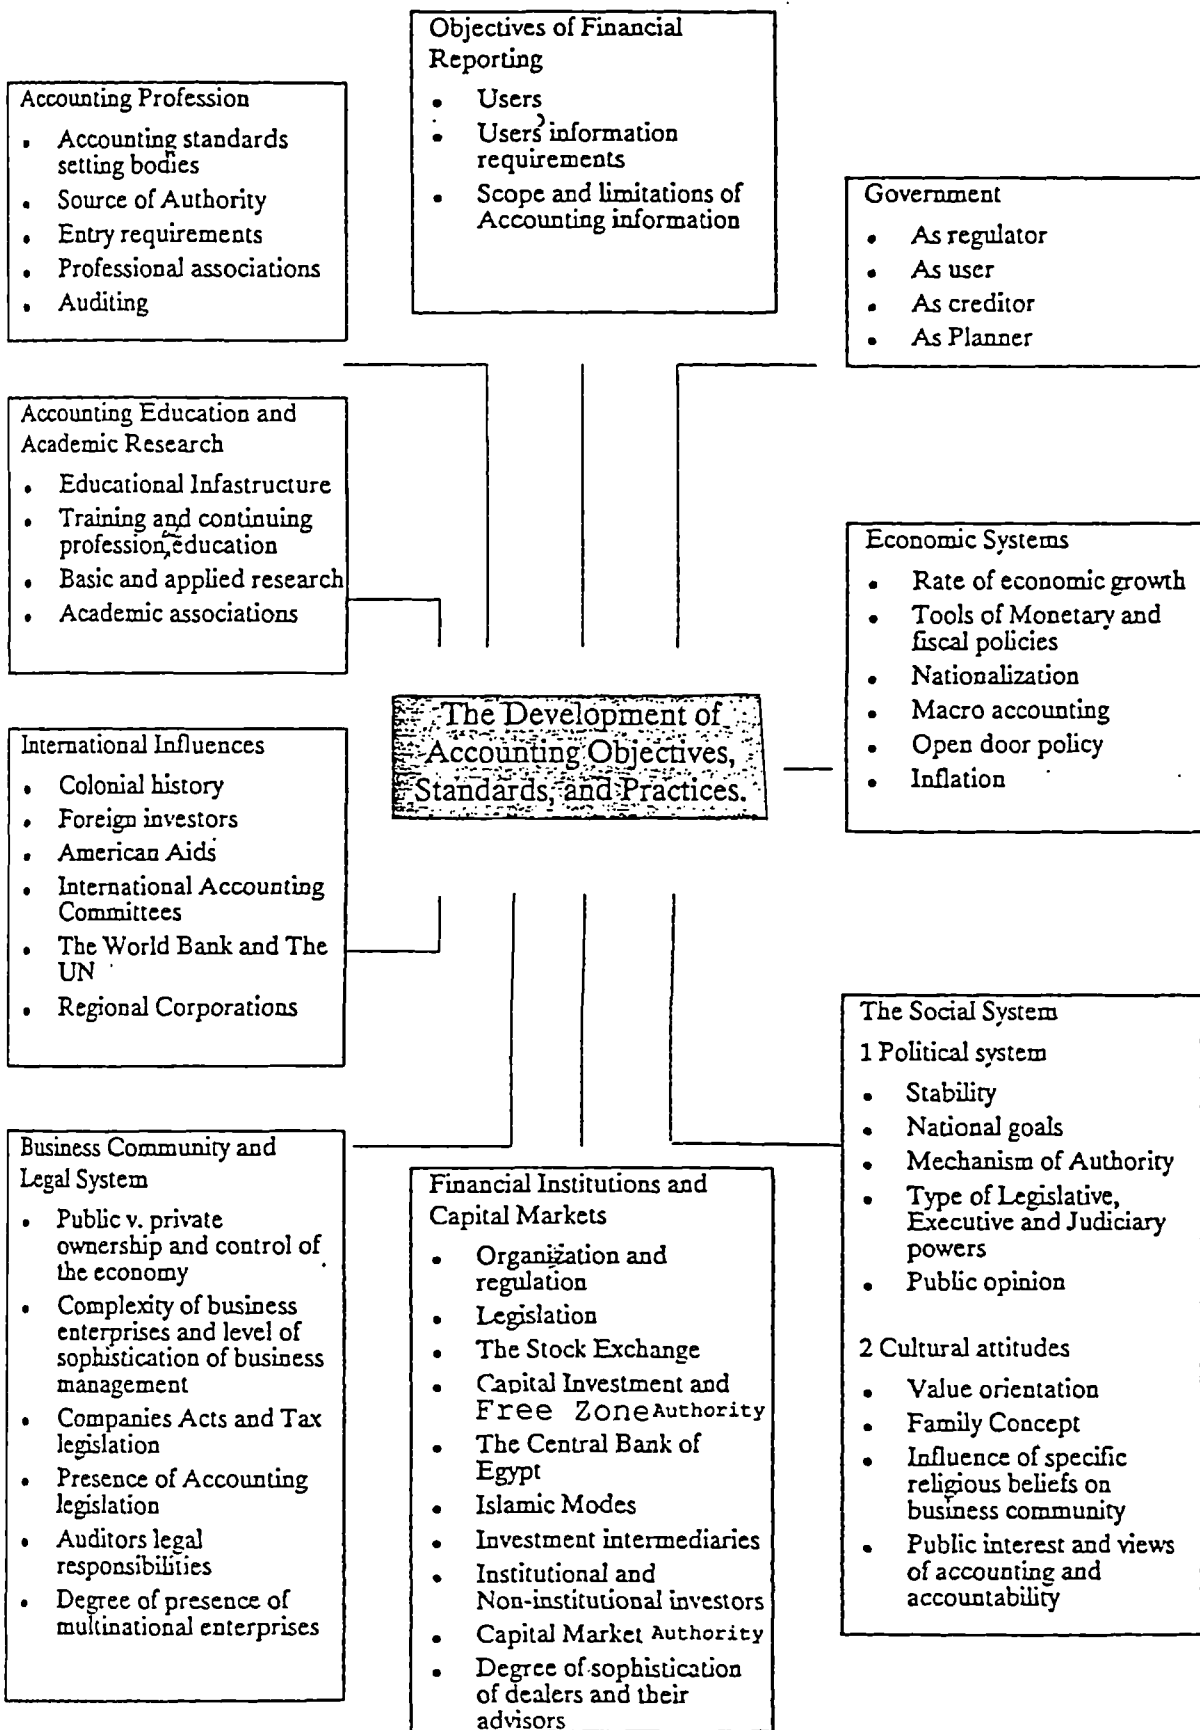 Objectives of Financial
Reporting
• Users
• Users' information
requirements
• Scope and limitations of
Accounting information
Accounting Profession
• Accounting standards
setting bodies
• Source of Authority
• Entry requirements
• Professional associations
• Auditing
Government
• As regulator
• As user
• As creditor
• As Planner
Accounting Education and
Academic Research
• Educational Infastructure
• Training and continuing
profession education
• Basic and applied research
• Academic associations
Economic Systems
• Rate of economic growth
• Tools of Monetary and
fiscal policies
• Nationalization
• Macro accounting
• Open door policy
• Inflation
The Development of
Accounting Objectives,
Standards, and Practices.
International Influences
• Colonial history
• Foreign investors
• American Aids
• International Accounting
Committees
• The World Bank and The
UN
• Regional Corporations
The Social System
1 Political system
• Stability
• National goals
• Mechanism of Authority
• Type of Legislative,
Executive and Judiciary
powers
• Public opinion
2 Cultural attitudes
• Value orientation
• Family Concept
• Influence of specific
religious beliefs on
business community
• Public interest and views
of accounting and
accountability
Business Community and
Legal System
• Public v. private
ownership and control of
the economy
• Complexity of business
enterprises and level of
sophistication of business
management
• Companies Acts and Tax
legislation
• Presence of Accounting
legislation
• Auditors legal
responsibilities
• Degree of presence of
multinational enterprises
Financial Institutions and
Capital Markets
• Organization and
regulation
• Legislation
• The Stock Exchange
• Capital Investment and
Free Zone Authority
• The Central Bank of
Egypt
• Islamic Modes
• Investment intermediaries
• Institutional and
Non-institutional investors
• Capital Market Authority
• Degree of sophistication
of dealers and their
advisors